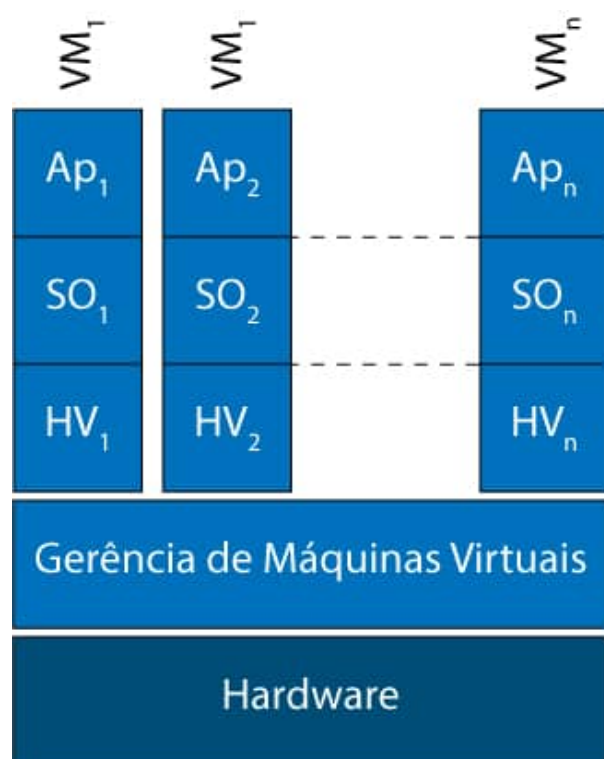 VM₁ VM₁ VMₙ
Ap₁ Ap₂ Apₙ
SO₁ SO₂ SOₙ
HV₁ HV₂ HVₙ
Gerência de Máquinas Virtuais
Hardware